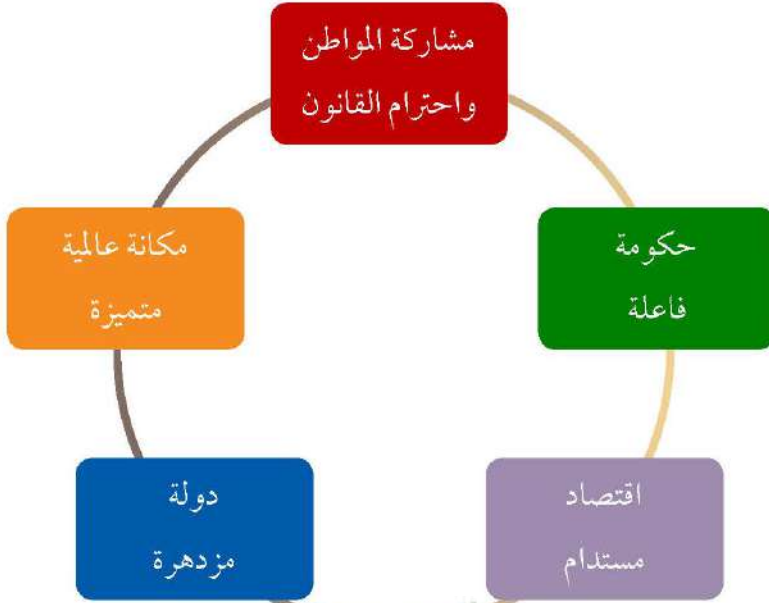 مشاركة المواطن
واحترام القانون
حكومة
فاعلة
اقتصاد
مستدام
دولة
مزدهرة
مكانة عالمية
متميزة